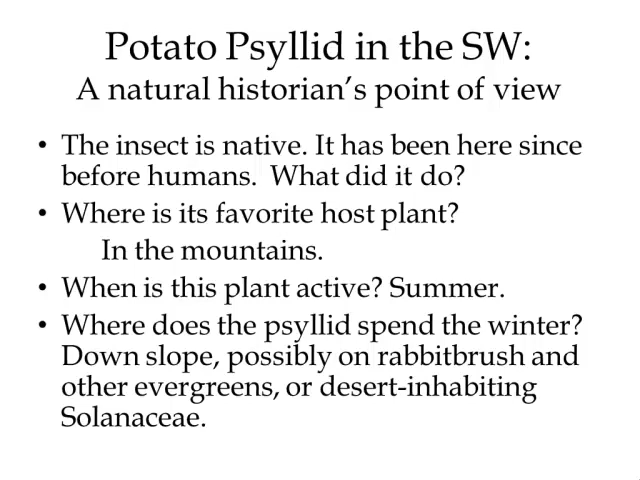 Potato Psyllid in the SW:
A natural historian's point of view
• The insect is native. It has been here since
before humans.  What did it do?
• Where is its favorite host plant?
In the mountains.
• When is this plant active? Summer.
• Where does the psyllid spend the winter?
Down slope, possibly on rabbitbrush and
other evergreens, or desert-inhabiting
Solanaceae.